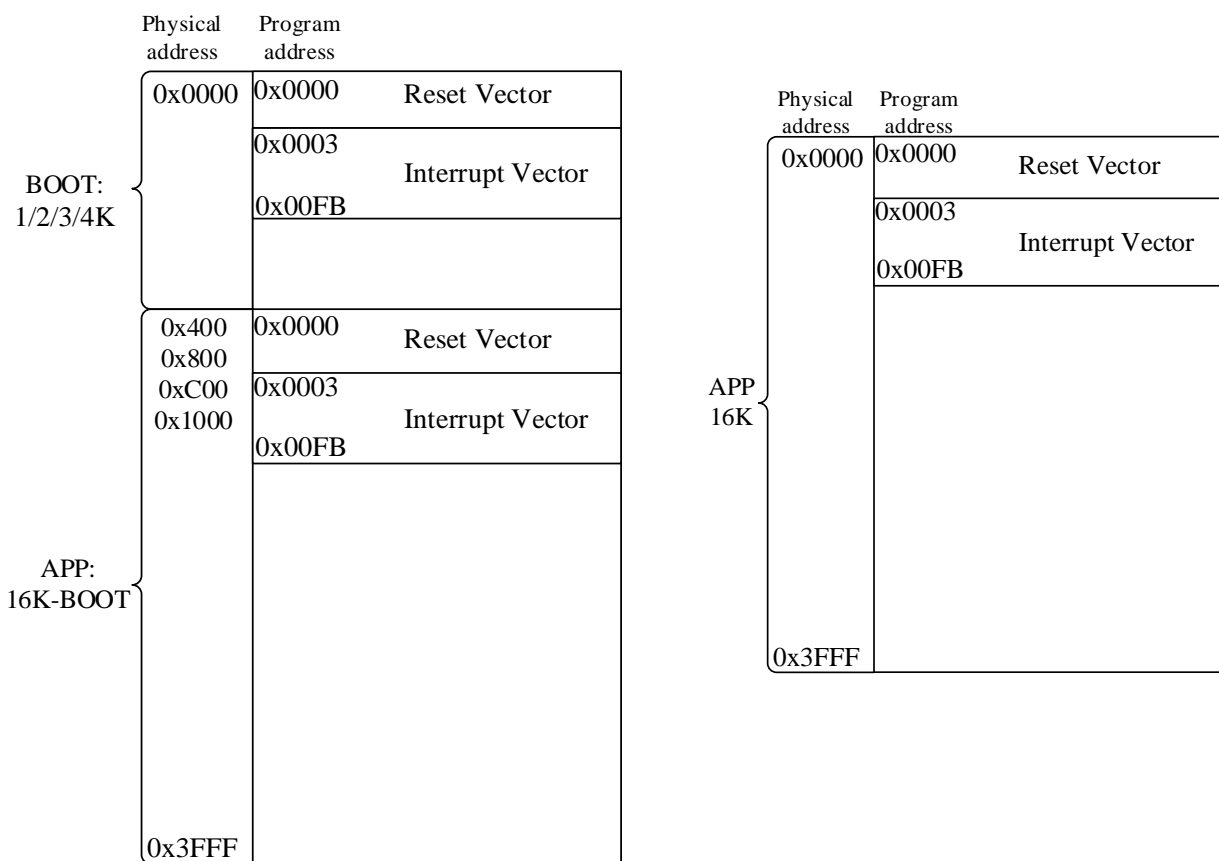 Physical address
Program address
0x0000
0x0000
Reset Vector
0x0003
Interrupt Vector
0x00FB
BOOT:
1/2/3/4K
0x400
0x800
0xC00
0x1000
0x0000
Reset Vector
0x0003
Interrupt Vector
0x00FB
APP:
16K-BOOT
0x3FFF
Physical address
Program address
0x0000
0x0000
Reset Vector
0x0003
Interrupt Vector
0x00FB
APP
16K
0x3FFF